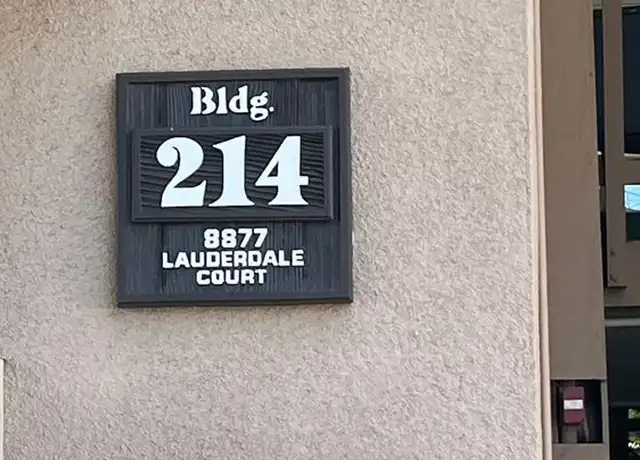 Bldg.
214
8877
LAUDERDALE
COURT